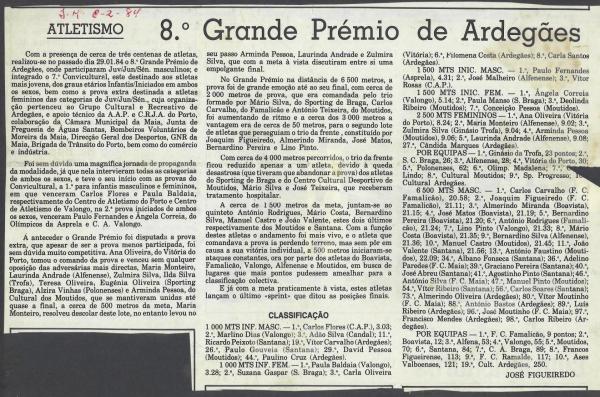 J.N. 8-2-84
ATLETISMO
8.º Grande Prémio de Ardegães
Com a presença de cerca de três centenas de atletas,
realizou-se no passado dia 29.01.84 o 8.º Grande Prémio de
Ardegães, onde participaram Juv/Jun/Sén. masculinos; e
integrado o 7.º Convicultural, este destinado aos atletas
mais jovens, dos graus etários Infantis/Iniciados em ambos
os sexos, bem como a prova extra destinada a atletas
femininas das categorias de Juv/Jun/Sén., cuja organiza-
ção pertenceu ao Grupo Cultural e Recreativo de
Ardegães, e apoio técnico da A.A.P. e C.R.J.A. do Porto,
colaboração da Câmara Municipal da Maia, Junta de
Freguesia de Águas Santas, Bombeiros Voluntários de
Moreira da Maia, Direcção Geral dos Desportos, GNR da
Maia, Brigada de Trânsito do Porto, bem como do comércio
e indústria.
Foi sem dúvida uma magnífica jornada de propaganda
da modalidade, já que nela intervieram todas as categorias
de ambos os sexos, e teve o seu início com as provas do
Convicultural, a 1.ª para infantis masculinos e femininos,
em que venceram Carlos Flores e Paula Baldaia,
respectivamente do Centro de Atletismo do Porto e Centro
de Atletismo de Valongo, na 2.ª prova iniciados de ambos
os sexos, venceram Paulo Fernandes e Ângela Correia, do
Olímpicos da Asprela e C. A. Valongo.
A anteceder o Grande Prémio foi disputado a prova
extra, que apesar de ser a prova menos participada, foi
sem dúvida muito competitiva. Ana Oliveira, do Vitória do
Porto, tomou o comando da prova e venceu sem qualquer
oposição das adversárias mais directas, Maria Monteiro,
Laurinda Andrade (Alfenense), Zulmira Silva, Ilda Silva
(Trofa), Teresa Oliveira, Eugénia Oliveira (Sporting
Braga), Alzira Vinhas (Polonenses) e Arminda Pessoa, do
Cultural dos Moutidos, que se mantiveram unidas até
quase a final, a cerca de 500 metros da meta, Maria
Monteiro, resolveu descolar deste lote, no entanto levou no
seu passo Arminda Pessoa, Laurinda Andrade e Zulmira
Silva, que com a meta à vista discutiram entre si uma
empolgante final.
No Grande Prémio na distância de 6 500 metros, a
prova foi de grande emoção até ao seu final, com cerca de
2 000 metros de prova, que era comandada pelo trio
formado por Mário Silva, do Sporting de Braga, Carlos
Carvalho, do Famalicão e António Teixeira, do Moutidos,
foi aumentando de ritmo e a cerca dos 3 000 metros a
vantagem era de cerca de 50 metros, para o segundo lote
de atletas que perseguiam o trio da frente, constituído por
Joaquim Figueiredo, Almerindo Miranda, José Matos,
Bernardino Pereira e Lino Pinto.
Com cerca de 4 000 metros percorridos, o trio da frente
ficou reduzido apenas a um atleta, devido à queda
desastrosas (que tiveram que abandonar a prova) dos atletas
do Sporting de Braga e do Centro Cultural Desportivo de
Moutidos, Mário Silva e José Teixeira, que receberam
tratamento hospitalar.
A cerca de 1 500 metros da meta, juntam-se ao
quinteto António Rodrigues, Mário Costa, Bernardino
Silva, Manuel Castro e João Valente, estes dois últimos
respectivamente dos Moutidos e Santana. Com a função
destes atletas o andamento foi mais vivo, e o atleta que
comandava a prova ia perdendo terreno, mas sem pôr em
causa a sua vitória individual, a 500 metros iniciaram-se
ataques constantes, ora por parte dos atletas do Boavista,
Famalicão, Valongo, Alfenense e Moutidos, em busca de
lugares que mais pontos pudessem amealhar para a
classificação colectiva.
E já com a meta praticamente à vista, estes atletas
lançam o último «sprint» que ditou as posições finais.
CLASSIFICAÇÃO
1 000 MTS INF. MASC. — 1.º, Carlos Flores (C.A.P.), 3.03;
2.º, Martino Dias (Valongo); 3.º, Adão Silva (Candal); 11.º,
Ricardo Peixoto (Santana); 19.º, Vítor Carvalho (Ardegães);
26.º, Paulo Gouveia (Santana); 29.º, David Pessoa
(Moutidos); 44.º, Paulino Cruz (Ardegães).
1 000 MTS INF. FEM. — 1.º, Paula Baldaia (Valongo),
3.28; 2.º, Suzana Gaspar (S. Braga); 3.º, Carla Oliveira
(Vitória); 6.º, Filomena Costa (Ardegães); 8.º, Carla Santos
(Ardegães).
1 500 MTS INIC. MASC. — 1.º, Paulo Fernandes
(Asprela), 4.31; 2.º, José Malheiro (Alfenense); 3.º, Vítor
Rosas (C.A.P.).
1 500 MTS INIC. FEM. — 1.º, Ângela Correia
(Valongo), 5.14; 2.º, Paula Manso (S. Braga); 3.º, Deolinda
Ribeiro (Moutidos); 7.º, Conceição Pessoa (Moutidos).
2 500 MTS FEMININOS — 1.º, Ana Oliveira (Vitória
do Porto), 8.24; 2.º, Maria Monteiro (Alfenense), 9.02; 3.º,
Zulmira Silva (Ginásio Trofa), 9.04; 4.º, Arminda Pessoa
(Moutidos), 9.06; 5.º, Laurinda Andrade (Alfenense), 9.08;
27.º, Cândida Marques (Ardegães).
POR EQUIPAS — 1.º, Ginásio da Trofa, 23 pontos; 2.º,
S. C. Braga, 26; 3.º, Alfenense, 28; 4.º, Vitória do Porto, 30;
5.º, Polonenses, 62; 6.º, Olimp. Madalena; 7.º,
Lindo; 8.º, Cultural Moutidos; 9.º, Sp. Progresso;
Cultural Ardegães.
6 500 MTS MASC. — 1.º, Carlos Carvalho (F. C.
Famalicão), 20.58; 2.º, Joaquim Figueiredo (F. C.
Francos), 21.11; 3.º, Almerindo Miranda (Boavista),
21.15; 4.º, José Matos (Boavista), 21.19; 5.º, Bernardino
Pereira (Boavista), 21.20; 6.º, António Rodrigues (Famali-
cão), 21.24; 7.º, Lino Pinto (Valongo), 21.33; 8.º, Mário
Costa (Boavista), 21.35; 9.º, Bernardino Silva (Alfenense),
21.36; 10.º, Manuel Castro (Moutidos), 21.45; 11.º, João
Valente (Santana), 21.56; 13.º, António Faustino (Mouti-
dos), 22.09; 34.º, Albano Fonseca (Santana); 36.º, Adelino
Paredes (F. C. Maia); 39.º, Graciano Pereira (Santana); 40.º,
José Abreu (Santana); 41.º, Agostinho Pinto (Santana); 45.º,
António Silva (F. C. Maia); 47.º, Manuel Pinto (Moutidos);
54.º, Vítor Ribeiro (Santana); 56.º, Carlos Soares (Santana);
73.º, Almerindo Oliveira (Ardegães); 80.º, Vítor Moutinho
(F. C. Maia); 88.º, António Bastos (Ardegães); 89.º, Luís
Ribeiro (Ardegães); 96.º, José Moutinho (F. C. Maia); 97.º,
Francisco Mendes (Ardegães); 98.º, Carlos Ribeiro (Ar-
degães).
POR EQUIPAS — 1.º, F. C. Famalicão, 9 pontos; 2.º,
Boavista, 12; 3.º, Alfena, 53; 4.º, Valongo, 55; 5.º, Moutidos,
70; 6.º, Santana, 84; 7.º, C. A. Braga, 89; 8.º, Francos
Figueirense, 113; 9.º, F. C. Ramalde, 117; 10.º, Ases
Valboenses, 121; 19.º, Cult. Ardegães, 250.
JOSÉ FIGUEIREDO